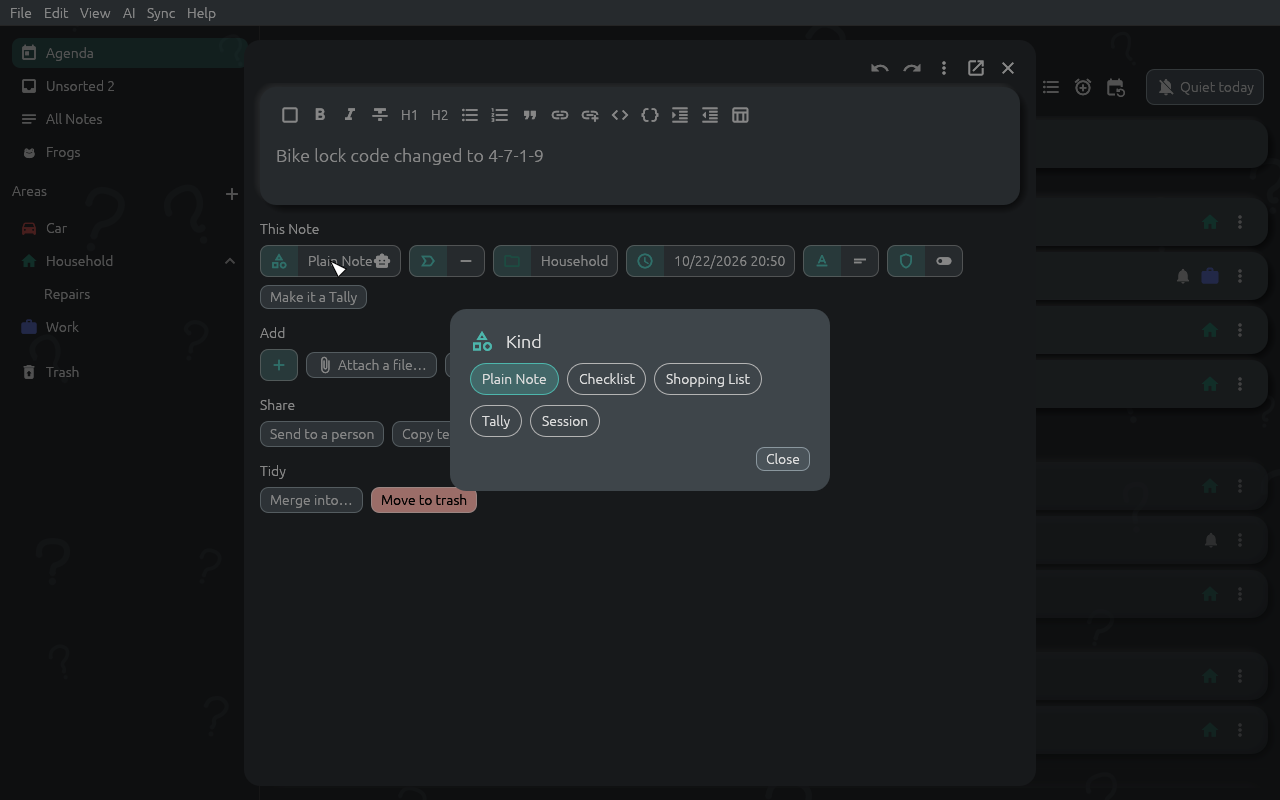 File Edit View AI Sync Help
Agenda
Unsorted 2
All Notes
Frogs
Areas
Car
Household
Repairs
Work
Trash
Quiet today
H1 H2
Bike lock code changed to 4-7-1-9
This Note
Plain Note
Household
10/22/2026 20:50
Make it a Tally
Add
Attach a file…
Share
Send to a person
Copy te
Tidy
Merge into…
Move to trash
Kind
Plain Note
Checklist
Shopping List
Tally
Session
Close